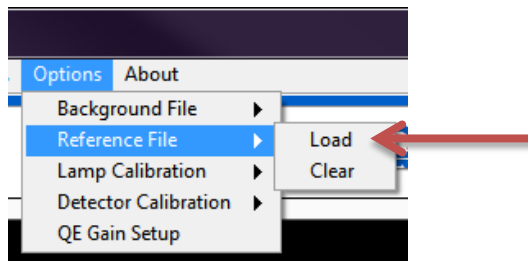 Options About
Background File
Reference File
Load
Lamp Calibration
Clear
Detector Calibration
QE Gain Setup